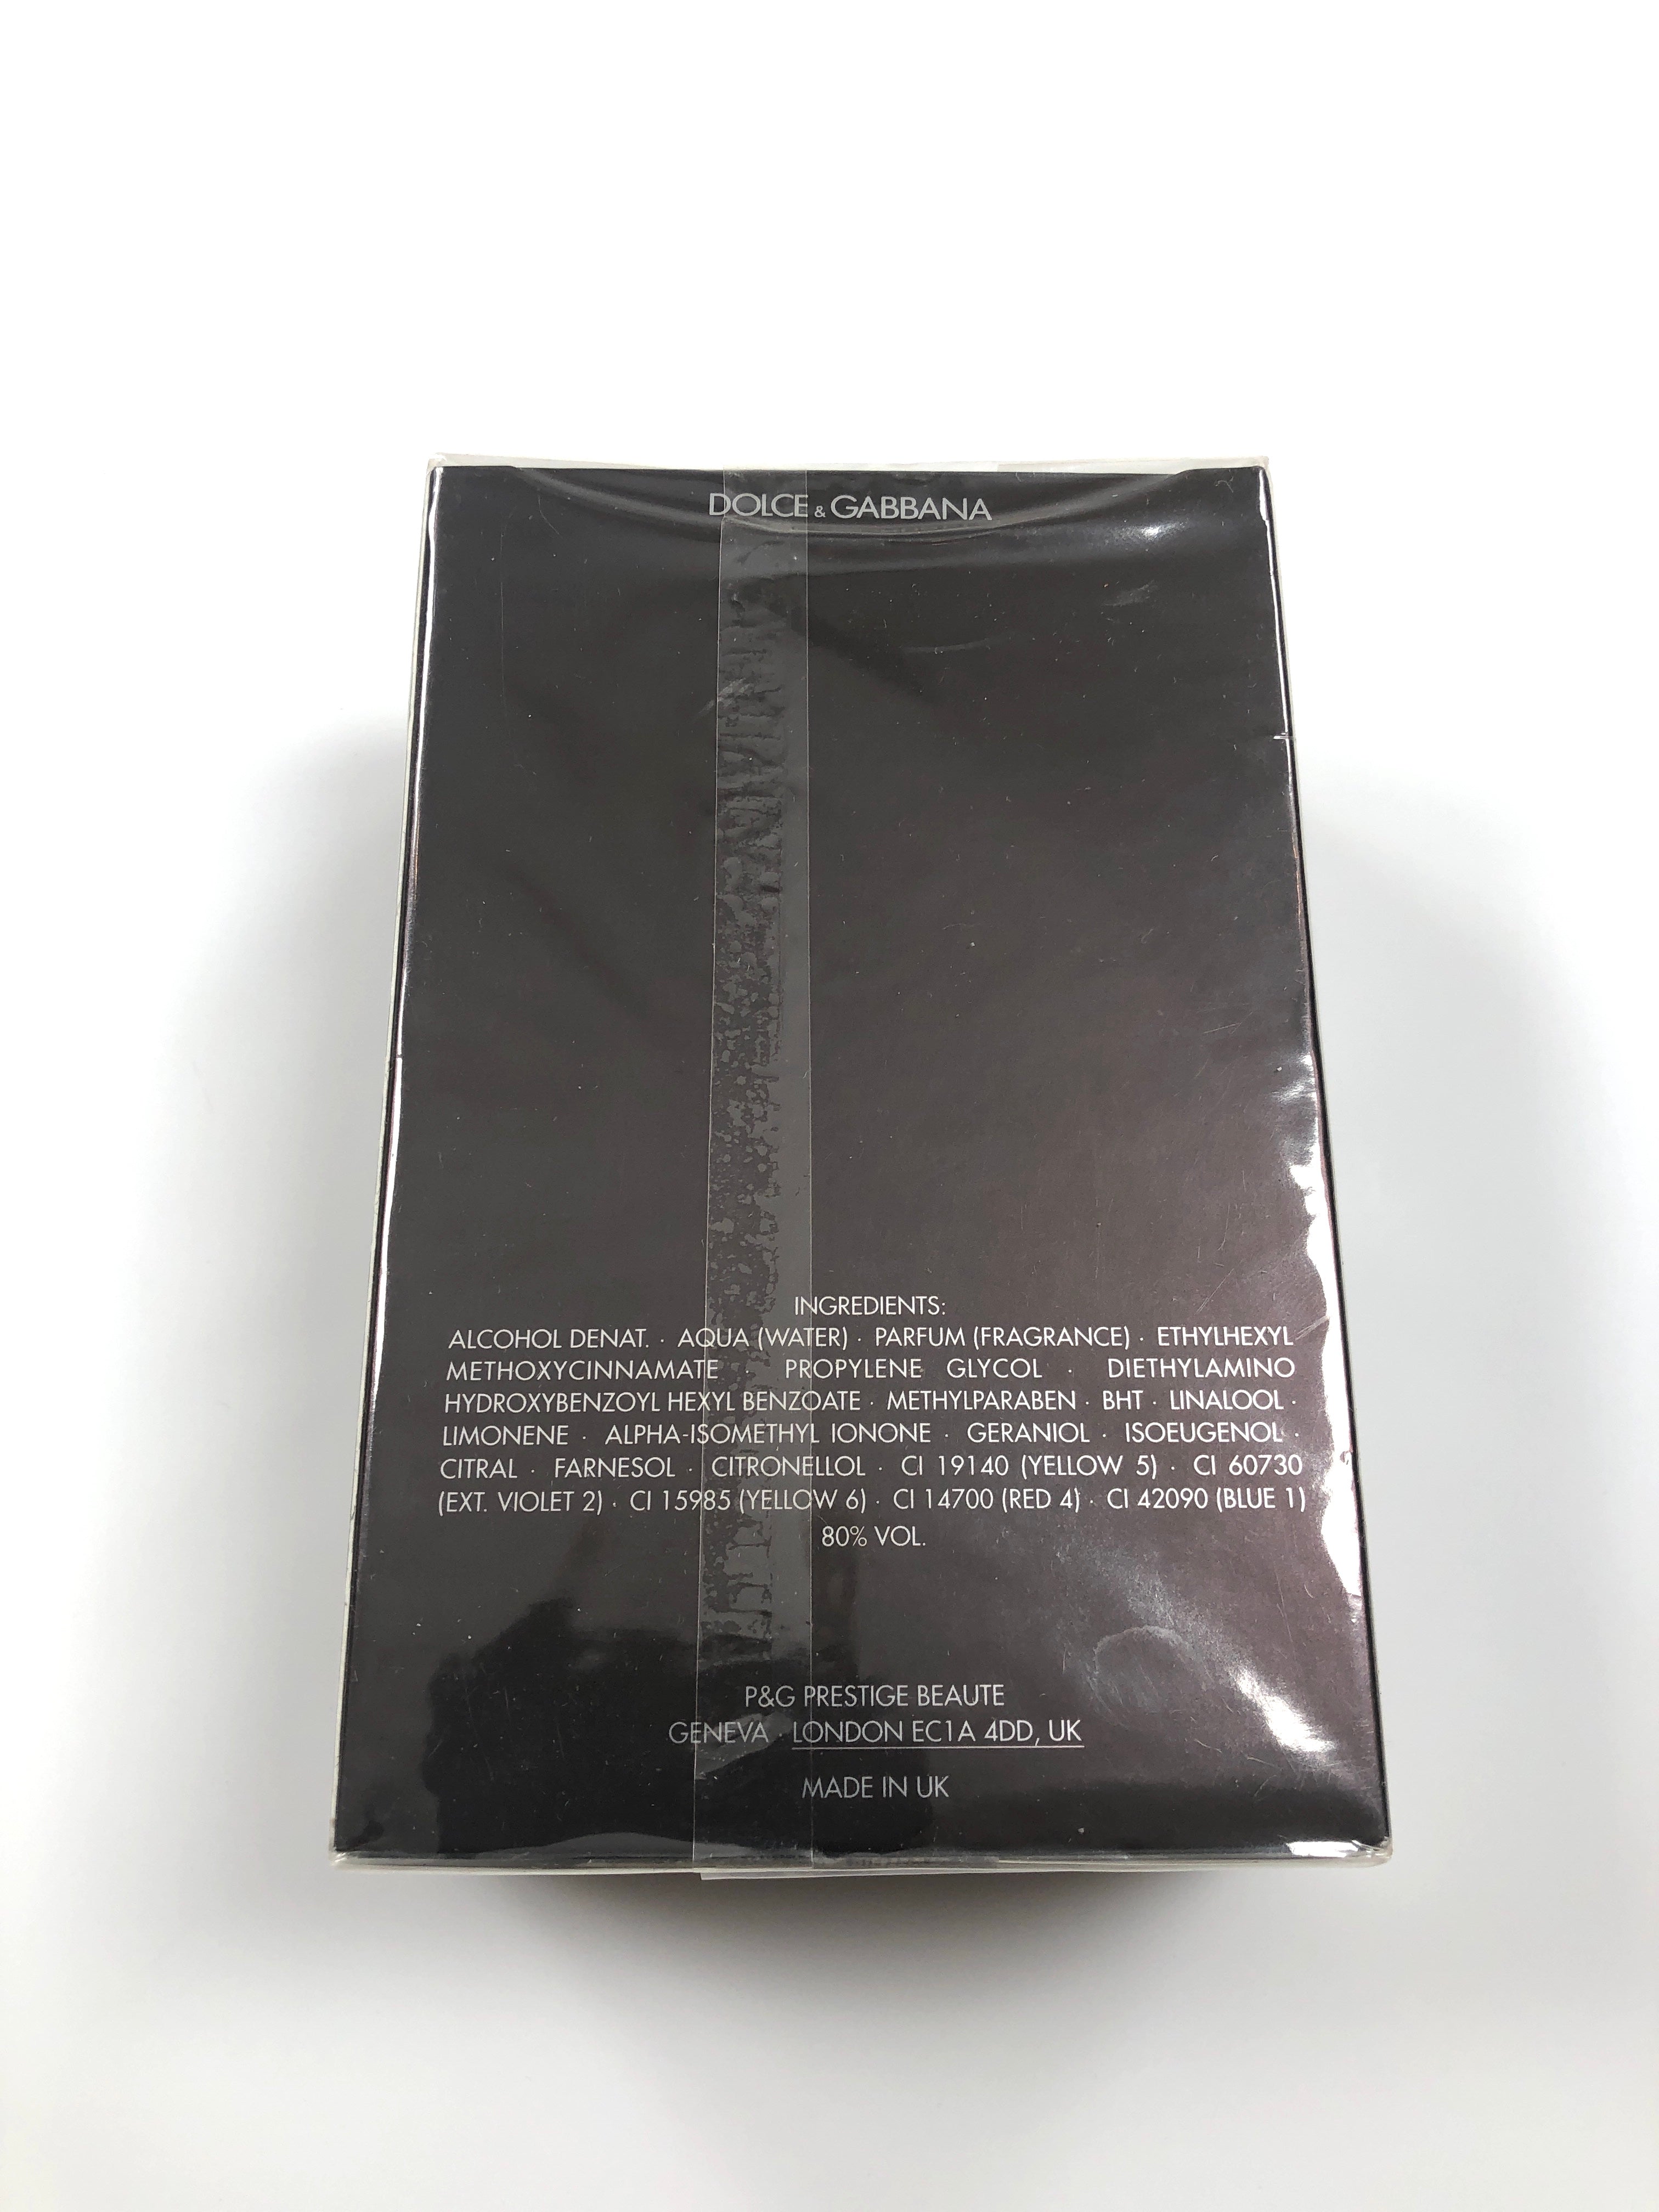 DOLCE & GABBANA
INGREDIENTS:
ALCOHOL DENAT. · AQUA (WATER) · PARFUM (FRAGRANCE) · ETHYLHEXYL
METHOXYCINNAMATE · PROPYLENE GLYCOL · DIETHYLAMINO
HYDROXYBENZOYL HEXYL BENZOATE · METHYLPARABEN · BHT · LINALOOL ·
LIMONENE · ALPHA-ISOMETHYL IONONE · GERANIOL · ISOEUGENOL ·
CITRAL · FARNESOL · CITRONELLOL · CI 19140 (YELLOW 5) · CI 60730
(EXT. VIOLET 2) · CI 15985 (YELLOW 6) · CI 14700 (RED 4) · CI 42090 (BLUE 1)
80% VOL.
P&G PRESTIGE BEAUTE
GENEVA · LONDON EC1A 4DD, UK
MADE IN UK